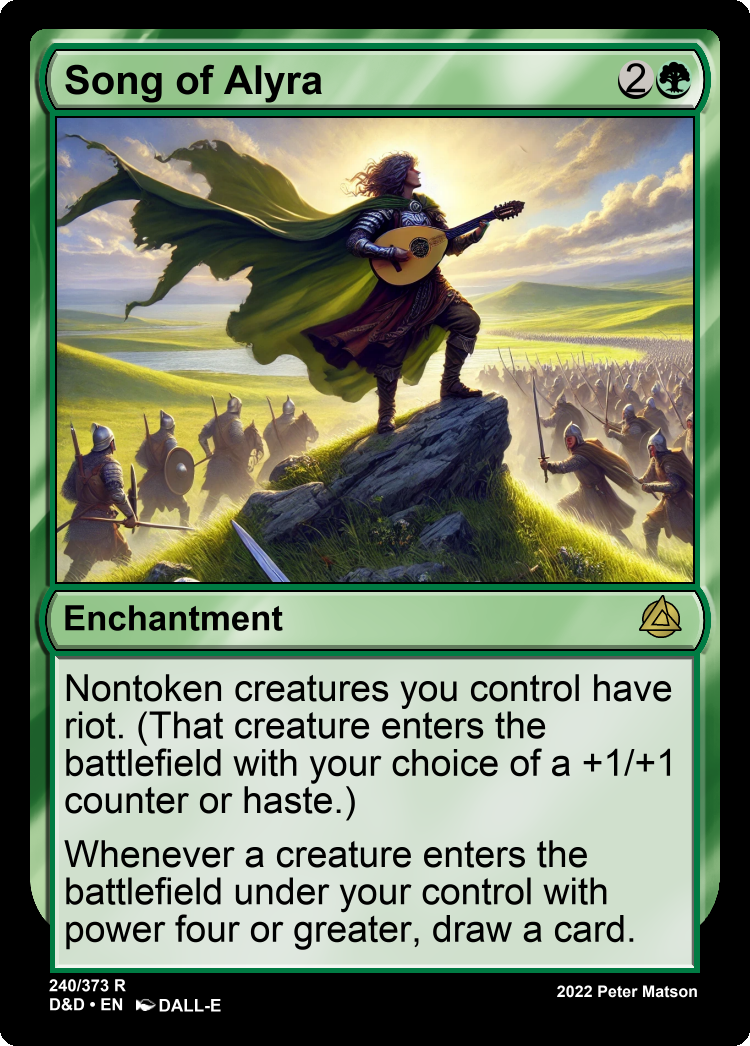 Song of Alyra 2
Enchantment
Nontoken creatures you control have
riot. (That creature enters the
battlefield with your choice of a +1/+1
counter or haste.)
Whenever a creature enters the
battlefield under your control with
power four or greater, draw a card.
240/373 R
D&D • EN DALL-E
2022 Peter Matson